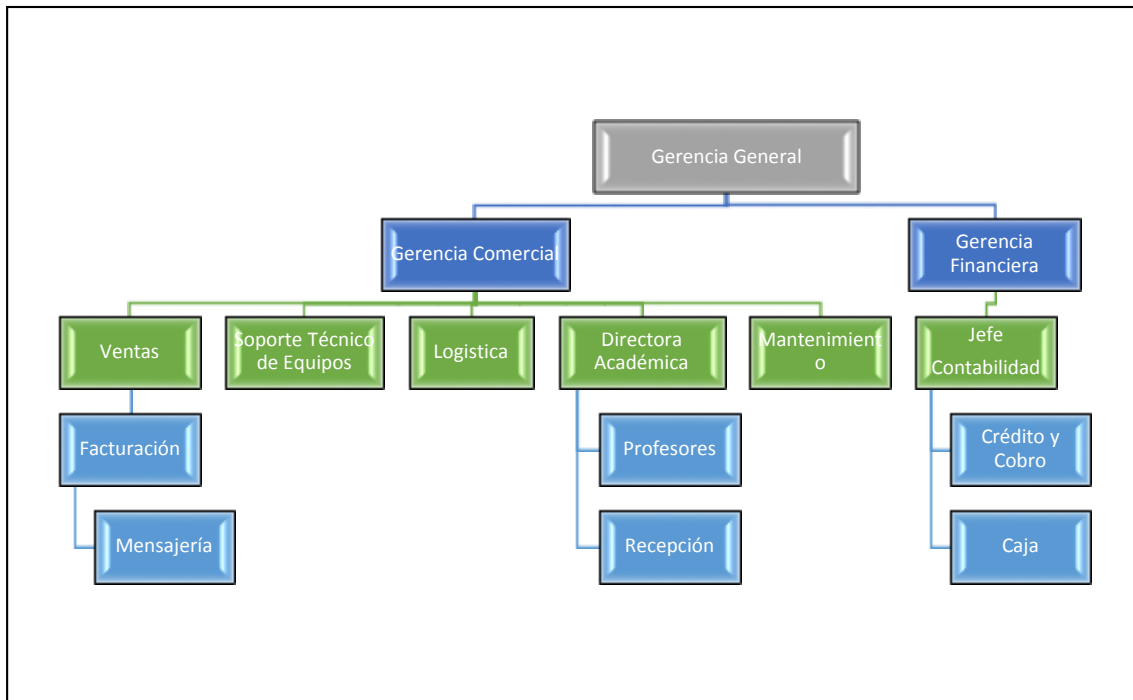 Gerencia General
Gerencia Comercial
Gerencia
Financiera
Ventas
Soporte Técnico
de Equipos
Logistica
Directora
Académica
Mantenimient
o
Jefe
Contabilidad
Facturación
Profesores
Crédito y
Cobro
Mensajería
Recepción
Caja